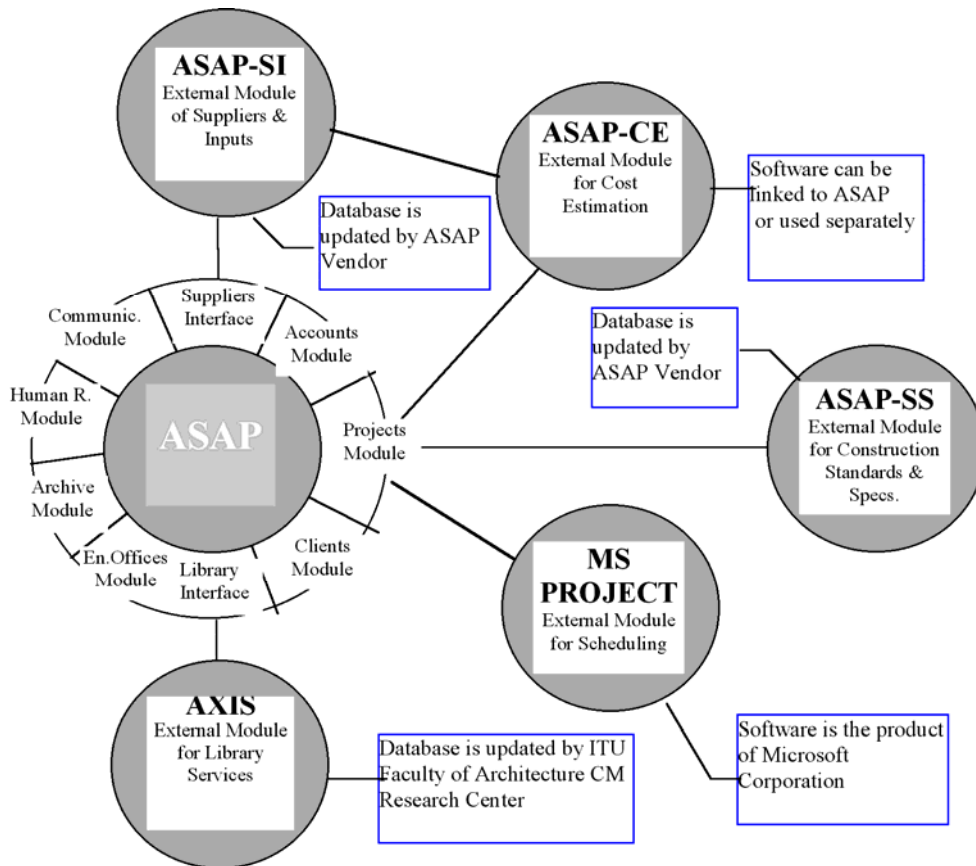 ASAP-SI
External Module
of Suppliers &
Inputs
ASAP-CE
External Module
for Cost
Estimation
Software can be
linked to ASAP
or used separately
Database is
updated by ASAP
Vendor
Suppliers
Interface
Communic.
Module
Accounts
Module
Human R.
Module
ASAP
Projects
Module
Archive
Module
En.Offices
Module
Library
Interface
Clients
Module
Database is
updated by
ASAP Vendor
ASAP-SS
External Module
for Construction
Standards &
Specs.
MS
PROJECT
External Module
for Scheduling
AXIS
External Module
for Library
Services
Database is updated by ITU
Faculty of Architecture CM
Research Center
Software is the product
of Microsoft
Corporation